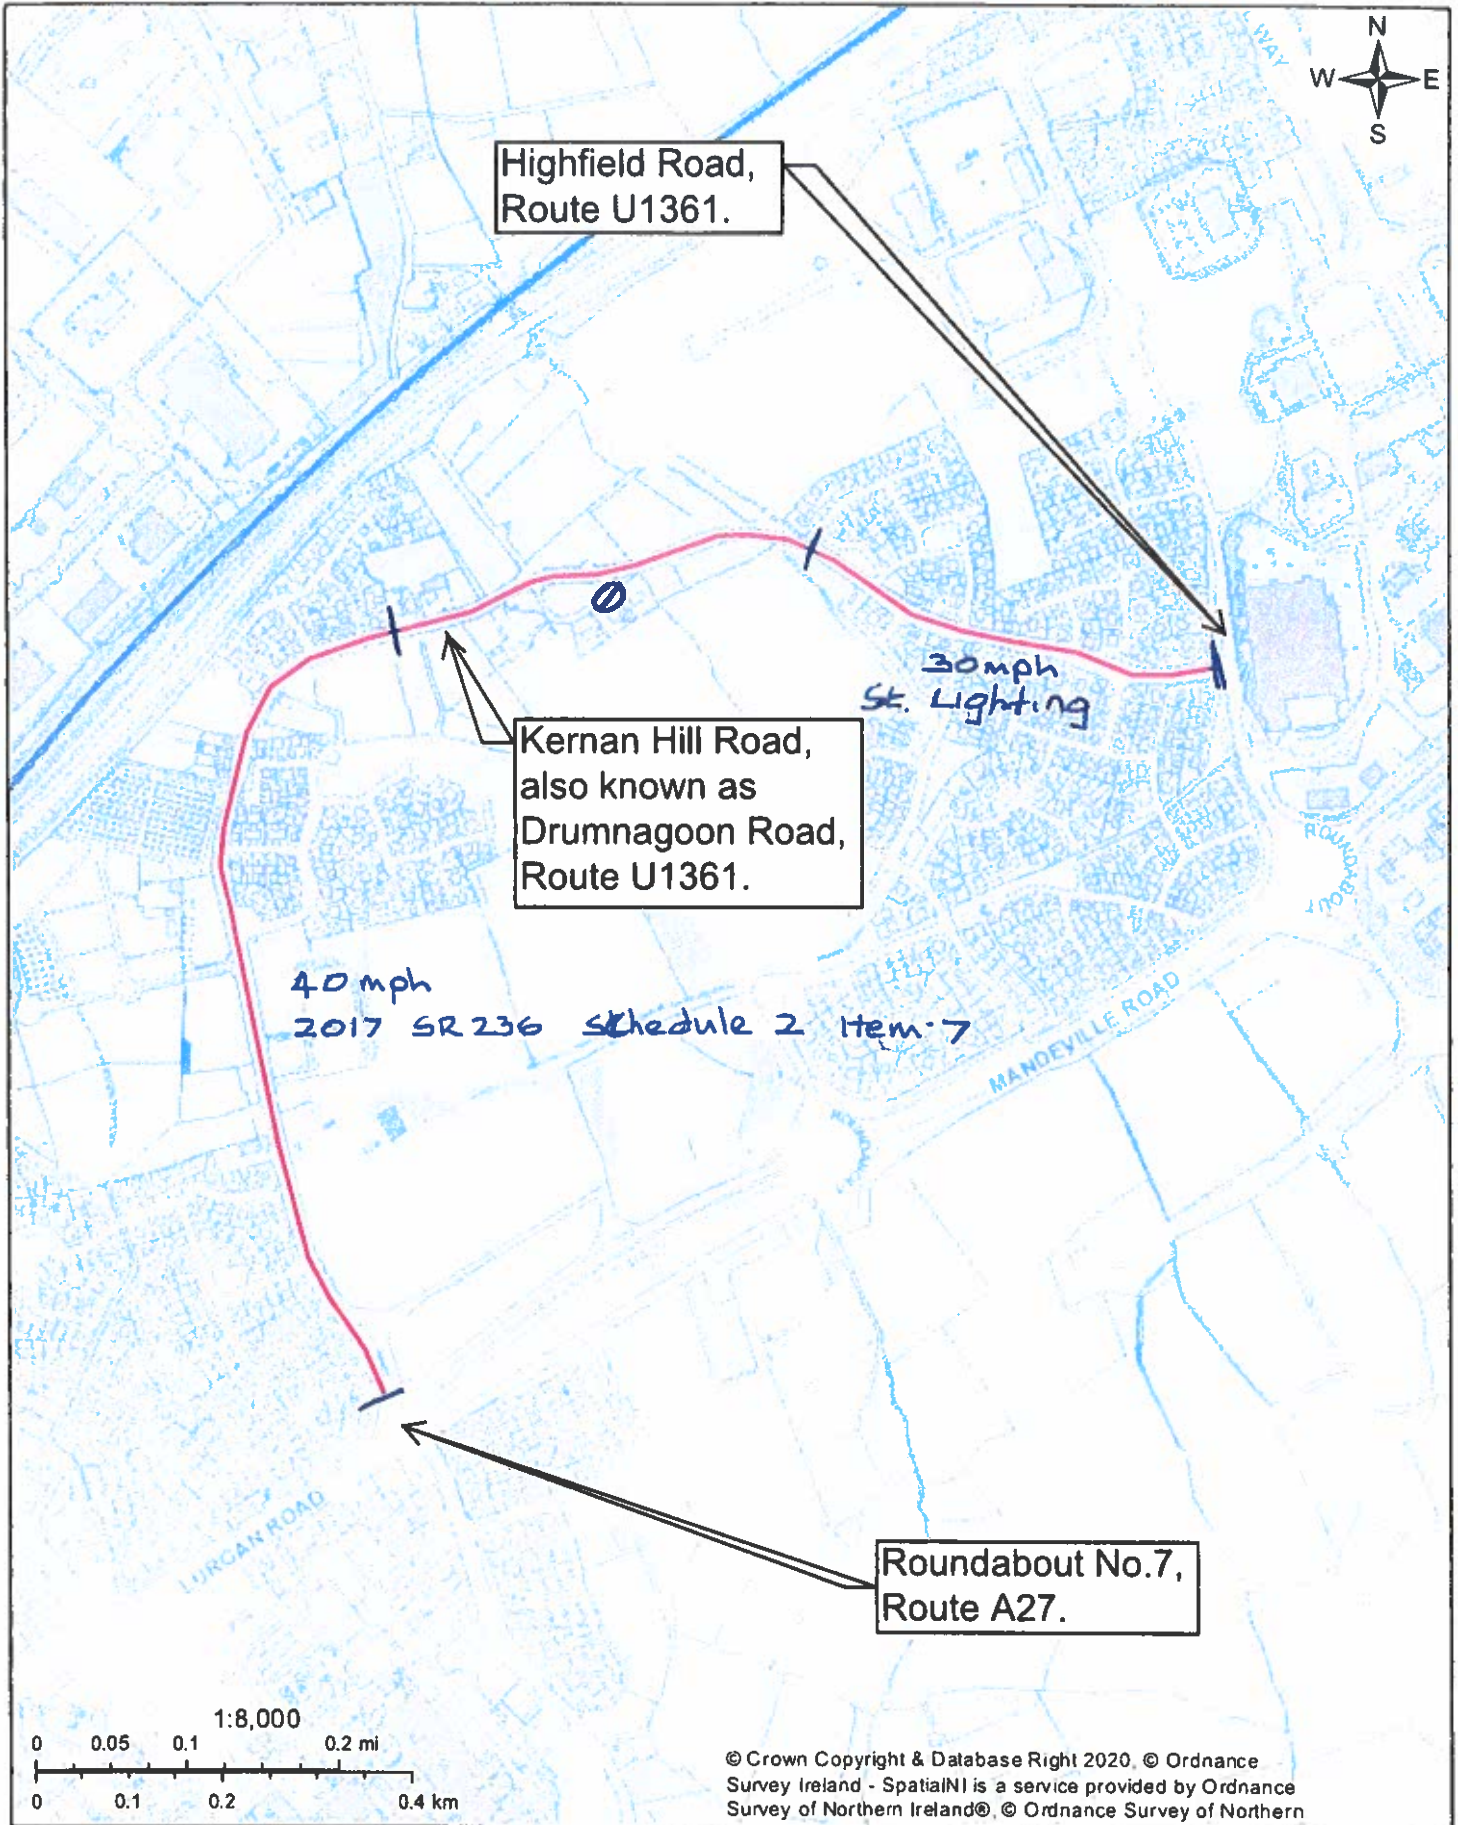 N
W E
S
WAY
Highfield Road,
Route U1361.
30mph
St. Lighting
Kernan Hill Road,
also known as
Drumnagoon Road,
Route U1361.
ROUNDABOUT
40 mph
2017 SR 236 Schedule 2 Item 7
MANDEVILLE ROAD
LURGAN ROAD
Roundabout No.7,
Route A27.
1:8,000
0 0.05 0.1 0.2 mi
0 0.1 0.2 0.4 km
© Crown Copyright & Database Right 2020, © Ordnance
Survey Ireland - SpatialNI is a service provided by Ordnance
Survey of Northern Ireland®, © Ordnance Survey of Northern